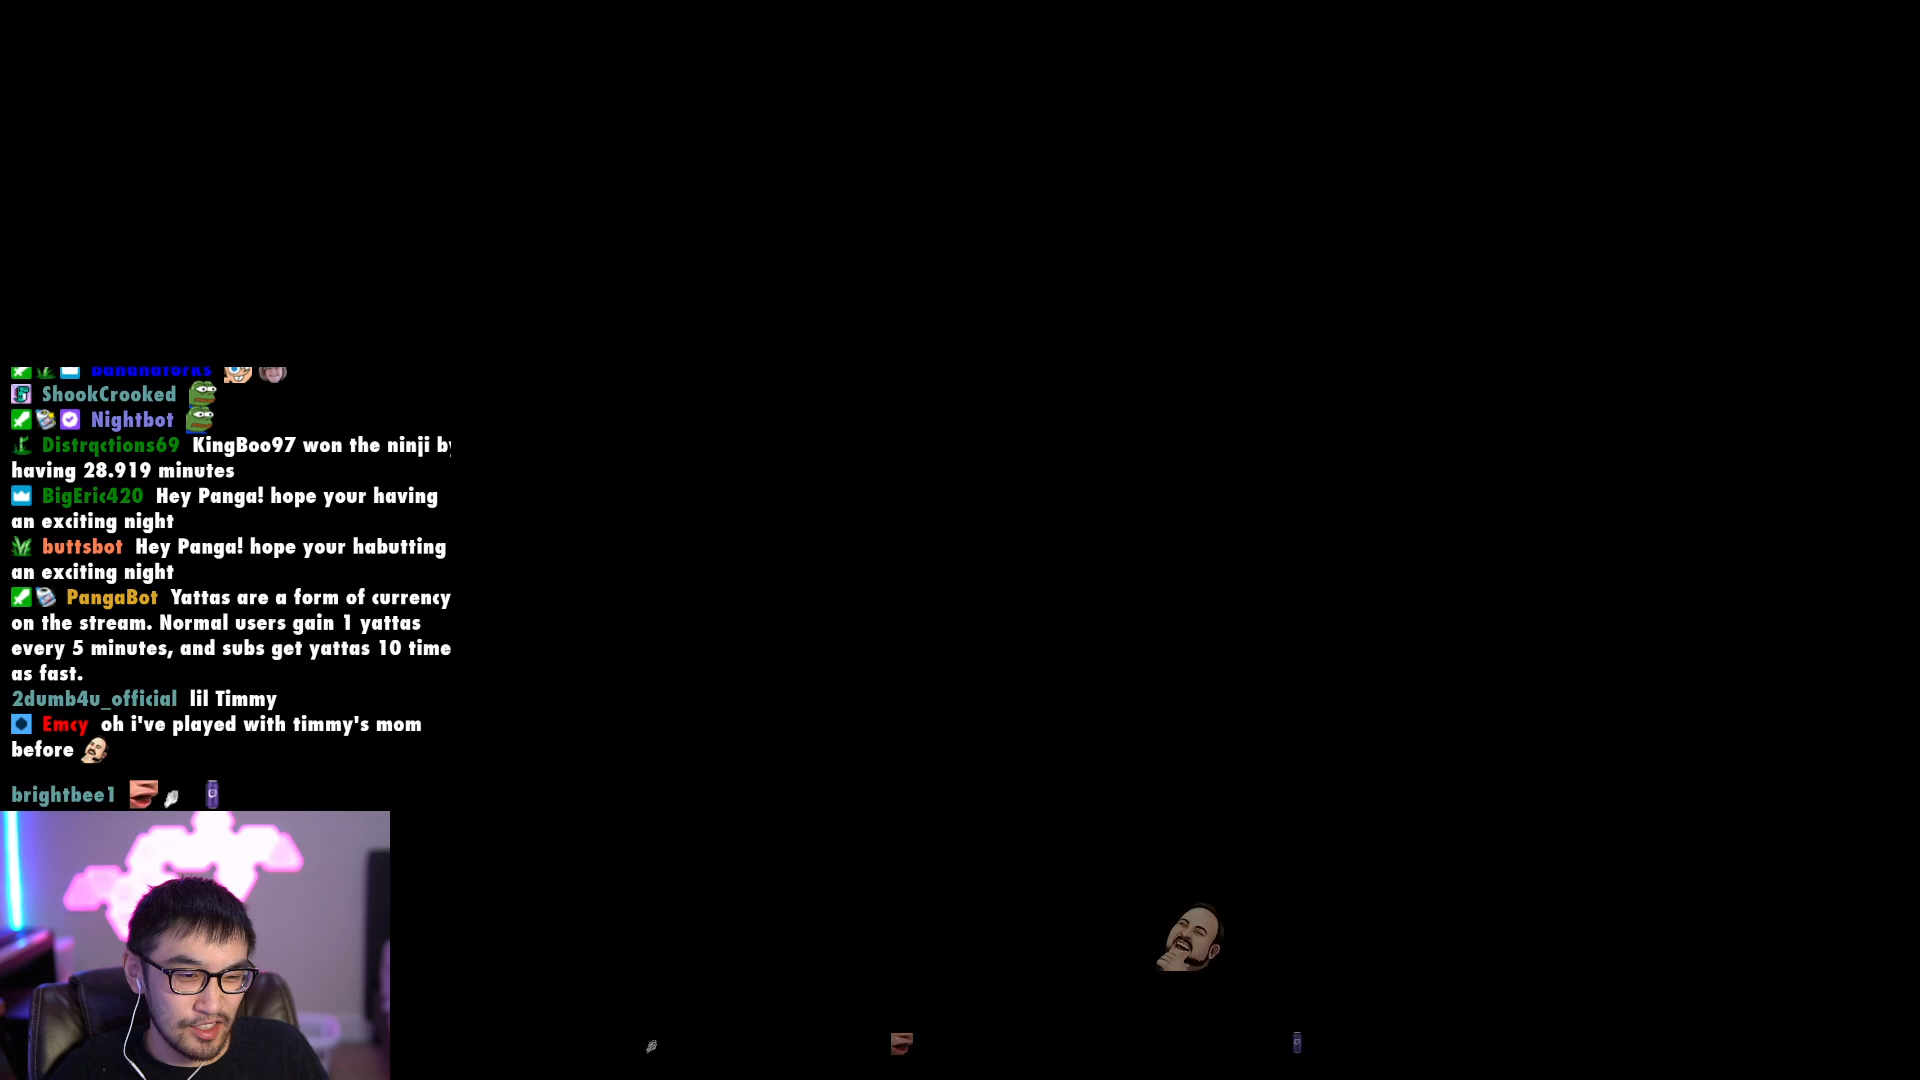 bananaforks
ShookCrooked
Nightbot
Distrqctions69 KingBoo97 won the ninji by
having 28.919 minutes
BigEric420 Hey Panga! hope your having
an exciting night
buttsbot Hey Panga! hope your habutting
an exciting night
PangaBot Yattas are a form of currency
on the stream. Normal users gain 1 yattas
every 5 minutes, and subs get yattas 10 time
as fast.
2dumb4u_official lil Timmy
Emcy oh i've played with timmy's mom
before
brightbee1